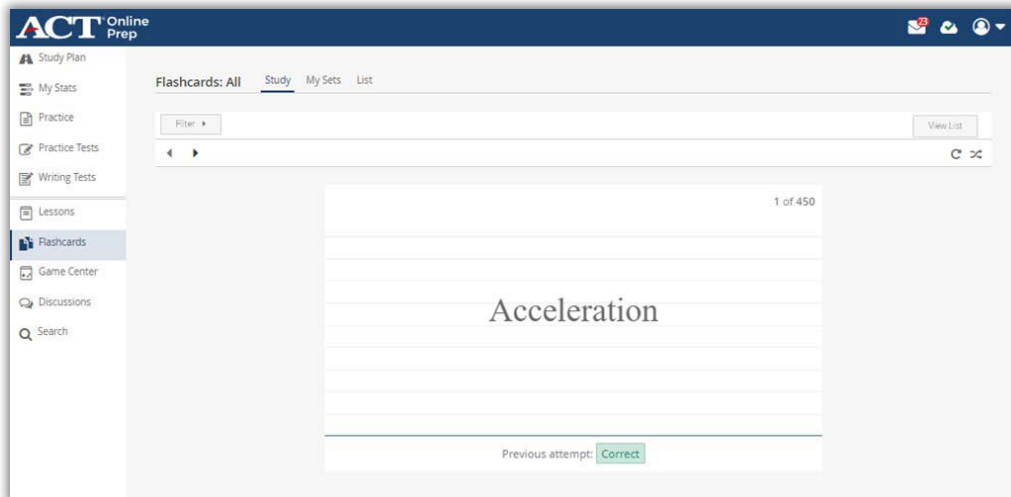 ACT® Online Prep
23
Study Plan
My Stats
Practice
Practice Tests
Writing Tests
Lessons
Flashcards
Game Center
Discussions
Search
Flashcards: All Study My Sets List
Filter
View List
1 of 450
Acceleration
Previous attempt: Correct